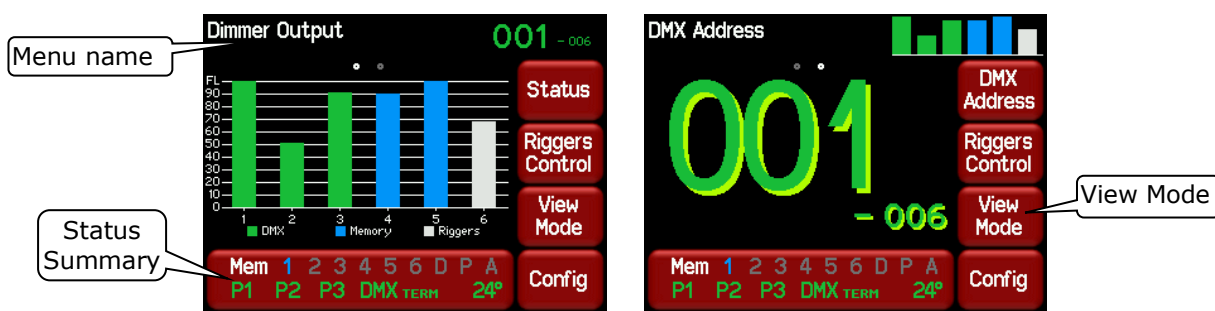 Menu name
Status
Summary
Dimmer Output
001 - 006
FL
90
80
70
60
50
40
30
20
10
0
1 2 3 4 5 6
DMX Memory Riggers
Status
Riggers
Control
View
Mode
Config
Mem 1 2 3 4 5 6 D P A
P1 P2 P3 DMX TERM 24°
DMX Address
001
- 006
DMX
Address
Riggers
Control
View
Mode
Config
Mem 1 2 3 4 5 6 D P A
P1 P2 P3 DMX TERM 24°
View Mode